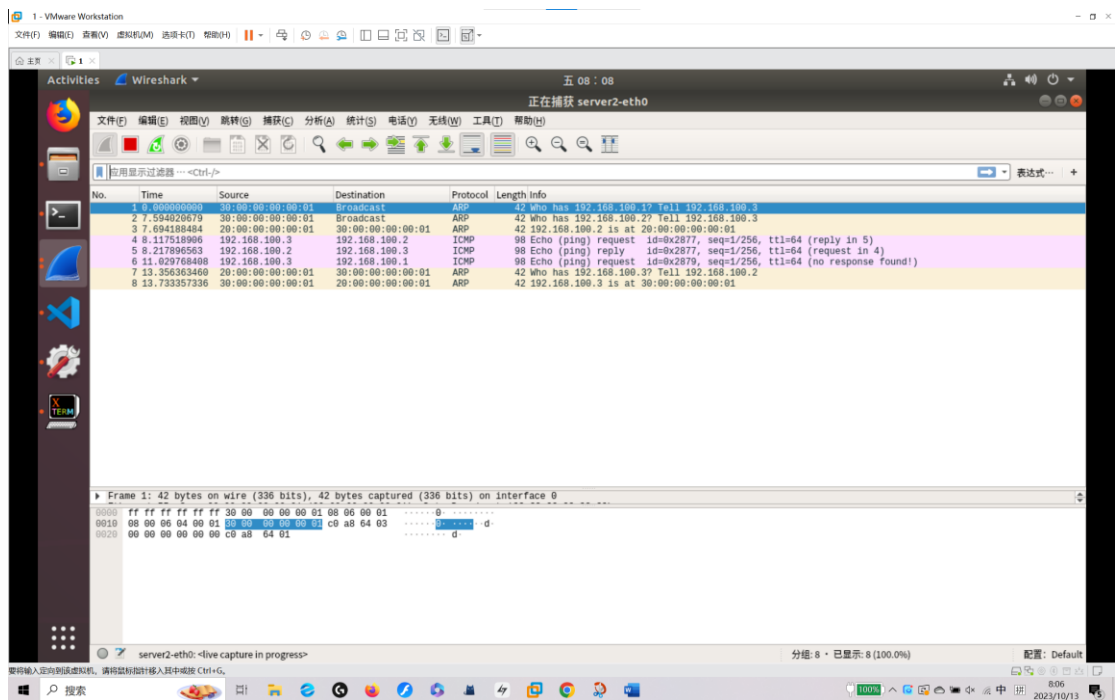 1 - VMware Workstation
文件(F) 编辑(E) 查看(V) 虚拟机(M) 选项卡(T) 帮助(H)
主页 1
Activities Wireshark 五 08：08
正在捕获 server2-eth0
文件(F) 编辑(E) 视图(V) 跳转(G) 捕获(C) 分析(A) 统计(S) 电话(Y) 无线(W) 工具(T) 帮助(H)
应用显示过滤器 … <Ctrl-/> 表达式… +
No. Time Source Destination Protocol Length Info
1 0.000000000 30:00:00:00:00:01 Broadcast ARP 42 Who has 192.168.100.1? Tell 192.168.100.3
2 7.594020679 30:00:00:00:00:01 Broadcast ARP 42 Who has 192.168.100.2? Tell 192.168.100.3
3 7.694188484 20:00:00:00:00:01 30:00:00:00:00:01 ARP 42 192.168.100.2 is at 20:00:00:00:00:01
4 8.117518906 192.168.100.3 192.168.100.2 ICMP 98 Echo (ping) request id=0x2877, seq=1/256, ttl=64 (reply in 5)
5 8.217896563 192.168.100.2 192.168.100.3 ICMP 98 Echo (ping) reply id=0x2877, seq=1/256, ttl=64 (request in 4)
6 11.029768408 192.168.100.3 192.168.100.1 ICMP 98 Echo (ping) request id=0x2879, seq=1/256, ttl=64 (no response found!)
7 13.356363460 20:00:00:00:00:01 30:00:00:00:00:01 ARP 42 Who has 192.168.100.3? Tell 192.168.100.2
8 13.733357336 30:00:00:00:00:01 20:00:00:00:00:01 ARP 42 192.168.100.3 is at 30:00:00:00:00:01
X TERM
Frame 1: 42 bytes on wire (336 bits), 42 bytes captured (336 bits) on interface 0
0000 ff ff ff ff ff ff 30 00 00 00 00 01 08 06 00 01 ······0· ········
0010 08 00 06 04 00 01 30 00 00 00 00 01 c0 a8 64 03 ······0· ······d·
0020 00 00 00 00 00 00 c0 a8 64 01 ········ d·
server2-eth0: <live capture in progress> 分组: 8 · 已显示: 8 (100.0%) 配置: Default
要将输入定向到该虚拟机，请将鼠标指针移入其中或按 Ctrl+G。
搜索 100% 中 拼 8:06
2023/10/13